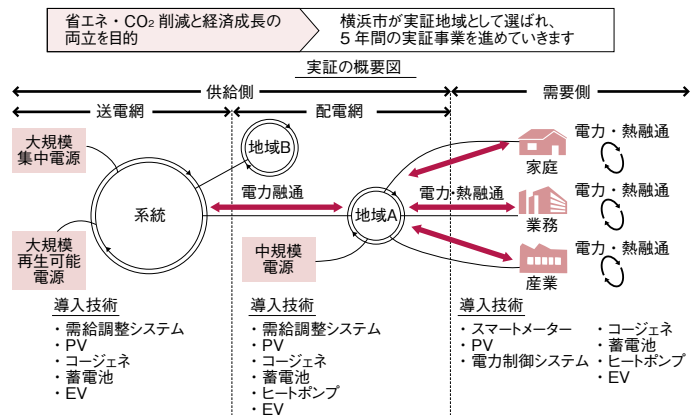 省エネ・CO₂ 削減と経済成長の
両立を目的
横浜市が実証地域として選ばれ、
5 年間の実証事業を進めていきます
実証の概要図
供給側
需要側
送電網
配電網
大規模
集中電源
地域B
電力融通
系統
地域A
電力・熱融通
大規模
再生可能
電源
中規模
電源
家庭
電力・熱融通
業務
電力・熱融通
産業
電力・熱融通
導入技術
・需給調整システム
・PV
・コージェネ
・蓄電池
・EV
導入技術
・需給調整システム
・PV
・コージェネ
・蓄電池
・ヒートポンプ
・EV
導入技術
・スマートメーター
・PV
・電力制御システム
・コージェネ
・蓄電池
・ヒートポンプ
・EV